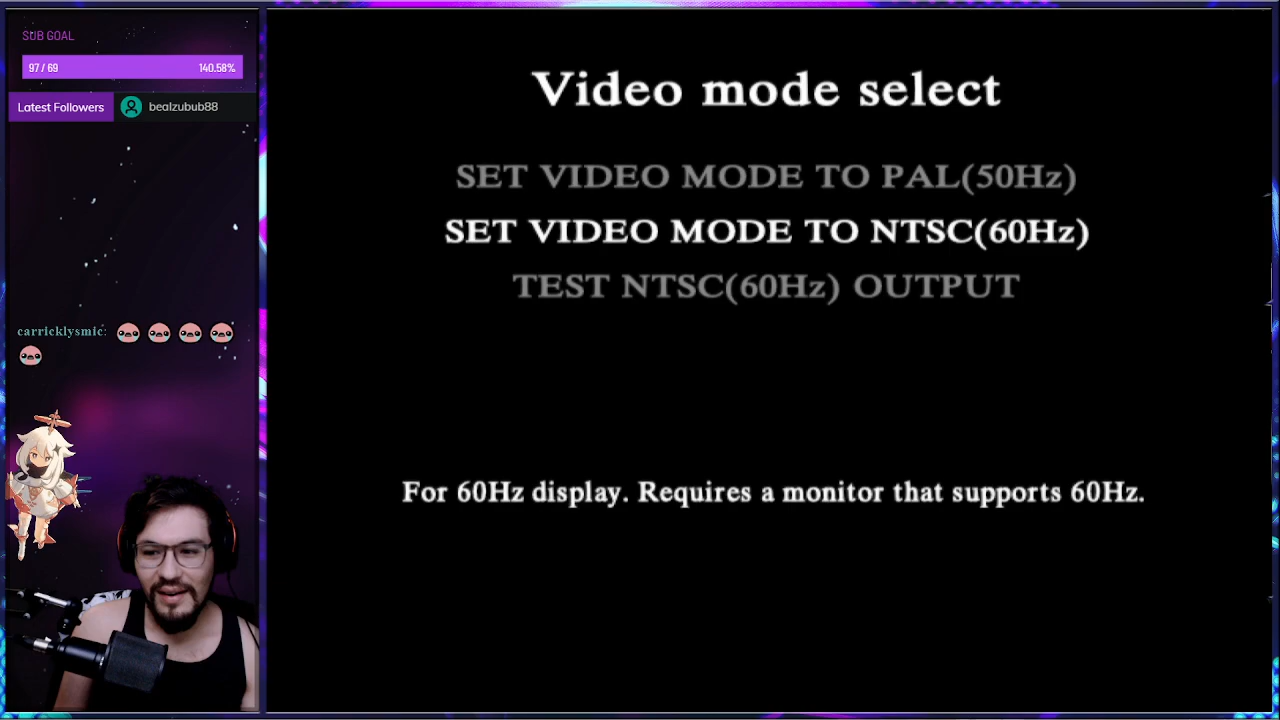 SUB GOAL
97 / 69 140.58%
Latest Followers bealzubub88
Video mode select
SET VIDEO MODE TO PAL(50Hz)
SET VIDEO MODE TO NTSC(60Hz)
TEST NTSC(60Hz) OUTPUT
carricklysmic:
For 60Hz display. Requires a monitor that supports 60Hz.